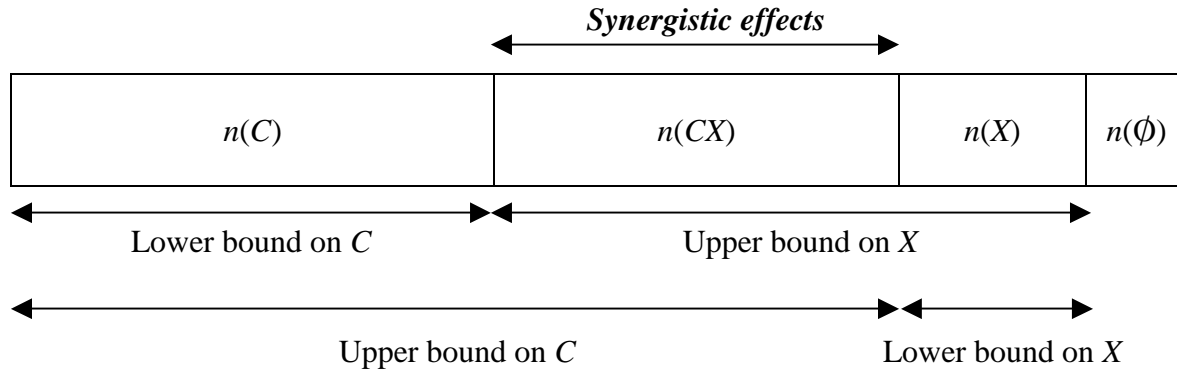 Synergistic effects
n(C) n(CX) n(X) n(∅)
Lower bound on C Upper bound on X
Upper bound on C Lower bound on X